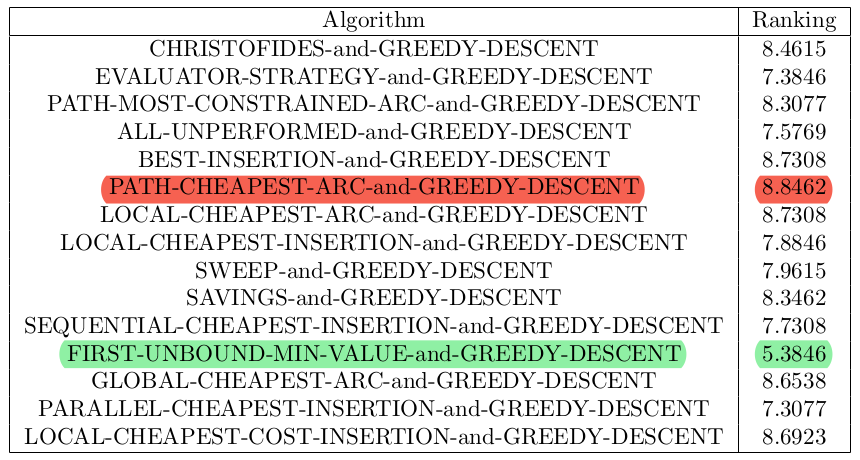 Algorithm Ranking
CHRISTOFIDES-and-GREEDY-DESCENT 8.4615
EVALUATOR-STRATEGY-and-GREEDY-DESCENT 7.3846
PATH-MOST-CONSTRAINED-ARC-and-GREEDY-DESCENT 8.3077
ALL-UNPERFORMED-and-GREEDY-DESCENT 7.5769
BEST-INSERTION-and-GREEDY-DESCENT 8.7308
PATH-CHEAPEST-ARC-and-GREEDY-DESCENT 8.8462
LOCAL-CHEAPEST-ARC-and-GREEDY-DESCENT 8.7308
LOCAL-CHEAPEST-INSERTION-and-GREEDY-DESCENT 7.8846
SWEEP-and-GREEDY-DESCENT 7.9615
SAVINGS-and-GREEDY-DESCENT 8.3462
SEQUENTIAL-CHEAPEST-INSERTION-and-GREEDY-DESCENT 7.7308
FIRST-UNBOUND-MIN-VALUE-and-GREEDY-DESCENT 5.3846
GLOBAL-CHEAPEST-ARC-and-GREEDY-DESCENT 8.6538
PARALLEL-CHEAPEST-INSERTION-and-GREEDY-DESCENT 7.3077
LOCAL-CHEAPEST-COST-INSERTION-and-GREEDY-DESCENT 8.6923